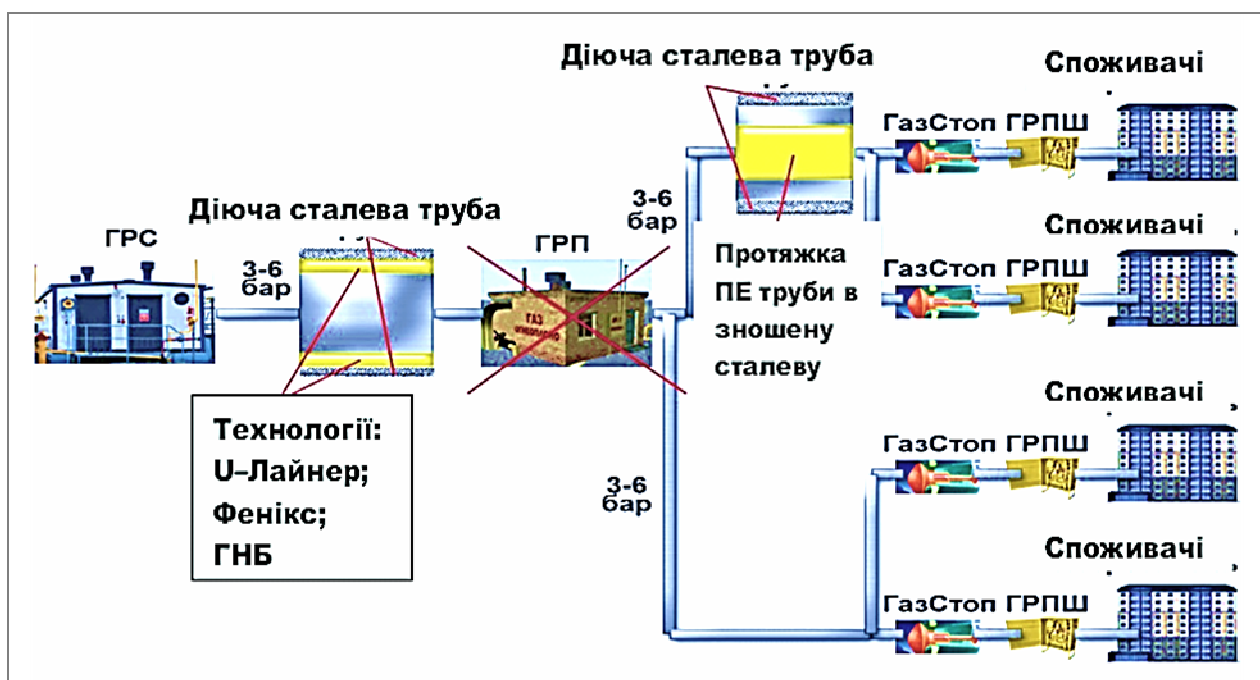 Діюча сталева труба
Споживачі
ГазСтоп ГРПШ
3-6
бар
Діюча сталева труба
ГРС
3-6
бар
ГРП
ГАЗ
Протяжка
ПЕ труби в
зношену
сталеву
Споживачі
ГазСтоп ГРПШ
Технології:
U–Лайнер;
Фенікс;
ГНБ
3-6
бар
Споживачі
ГазСтоп ГРПШ
Споживачі
ГазСтоп ГРПШ